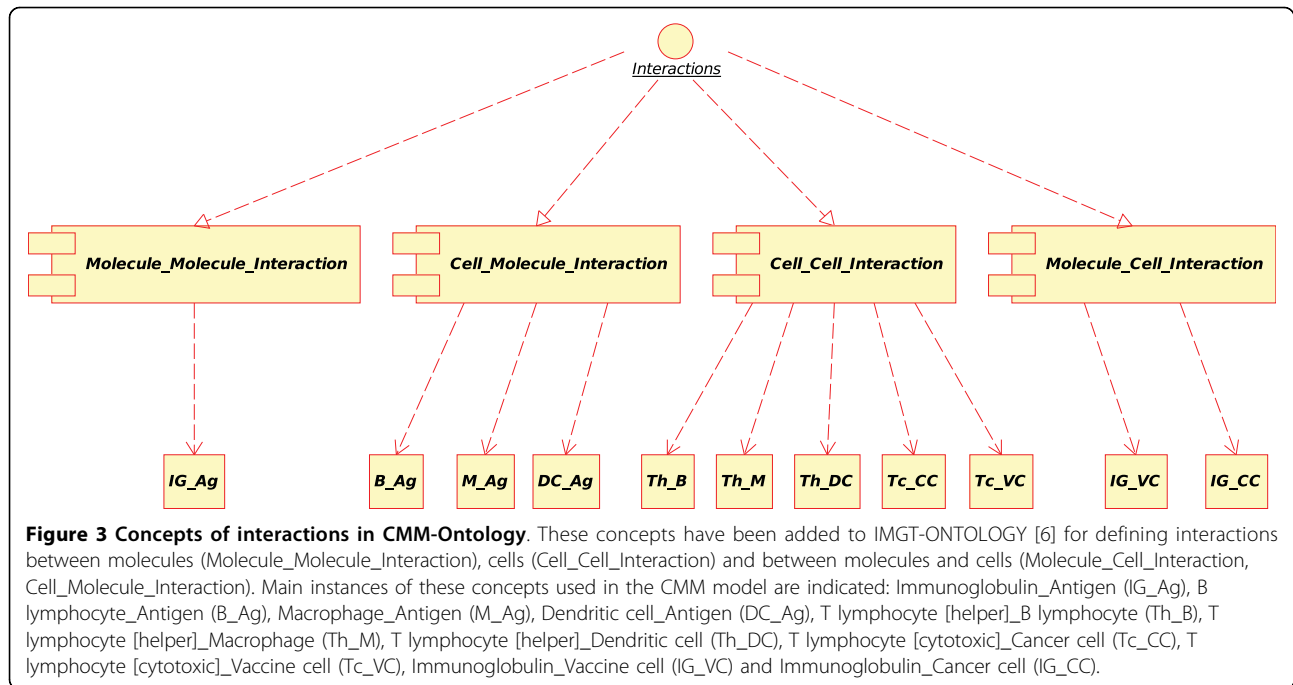 Interactions
Molecule_Molecule_Interaction
Cell_Molecule_Interaction
Cell_Cell_Interaction
Molecule_Cell_Interaction
IG_Ag
B_Ag
M_Ag
DC_Ag
Th_B
Th_M
Th_DC
Tc_CC
Tc_VC
IG_VC
IG_CC
Figure 3 Concepts of interactions in CMM-Ontology. These concepts have been added to IMGT-ONTOLOGY [6] for defining interactions
between molecules (Molecule_Molecule_Interaction), cells (Cell_Cell_Interaction) and between molecules and cells (Molecule_Cell_Interaction,
Cell_Molecule_Interaction). Main instances of these concepts used in the CMM model are indicated: Immunoglobulin_Antigen (IG_Ag), B
lymphocyte_Antigen (B_Ag), Macrophage_Antigen (M_Ag), Dendritic cell_Antigen (DC_Ag), T lymphocyte [helper]_B lymphocyte (Th_B), T
lymphocyte [helper]_Macrophage (Th_M), T lymphocyte [helper]_Dendritic cell (Th_DC), T lymphocyte [cytotoxic]_Cancer cell (Tc_CC), T
lymphocyte [cytotoxic]_Vaccine cell (Tc_VC), Immunoglobulin_Vaccine cell (IG_VC) and Immunoglobulin_Cancer cell (IG_CC).